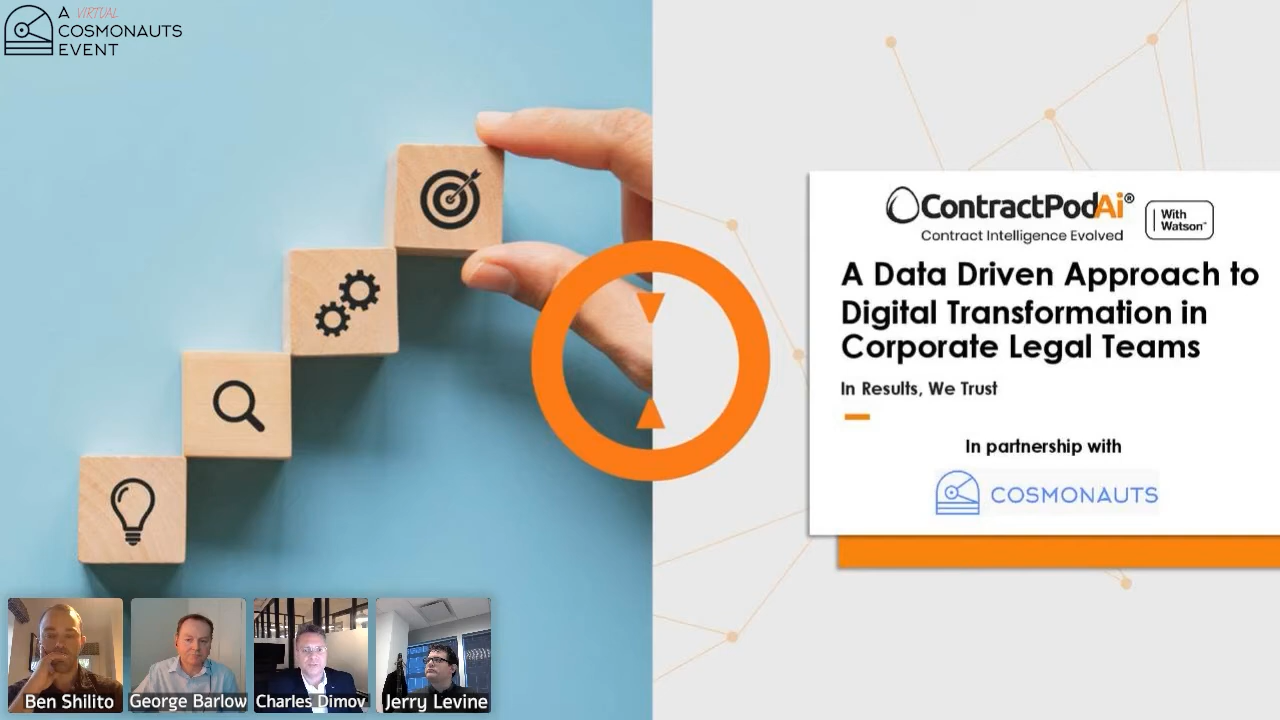 A VIRTUAL
COSMONAUTS
EVENT
ContractPodAi®
Contract Intelligence Evolved
With
Watson™
A Data Driven Approach to
Digital Transformation in
Corporate Legal Teams
In Results, We Trust
In partnership with
COSMONAUTS
Ben Shilito
George Barlow
Charles Dimov
Jerry Levine